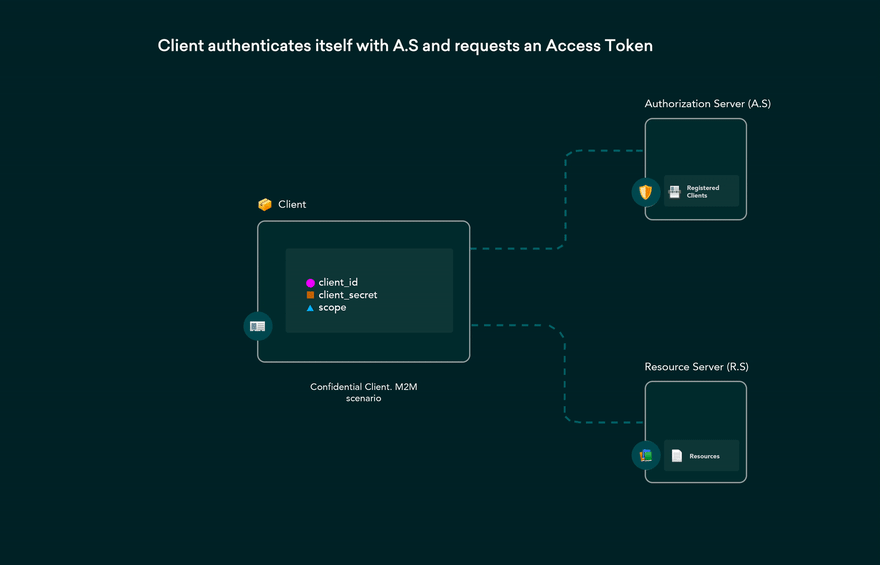 Client authenticates itself with A.S and requests an Access Token
Authorization Server (A.S)
Registered
Clients
Client
client_id
client_secret
scope
Confidential Client. M2M
scenario
Resource Server (R.S)
Resources